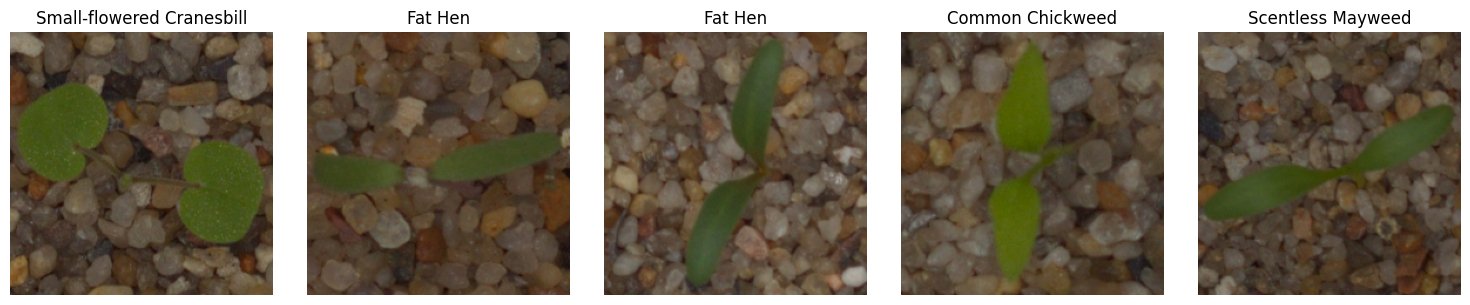 Small-flowered Cranesbill
Fat Hen
Fat Hen
Common Chickweed
Scentless Mayweed